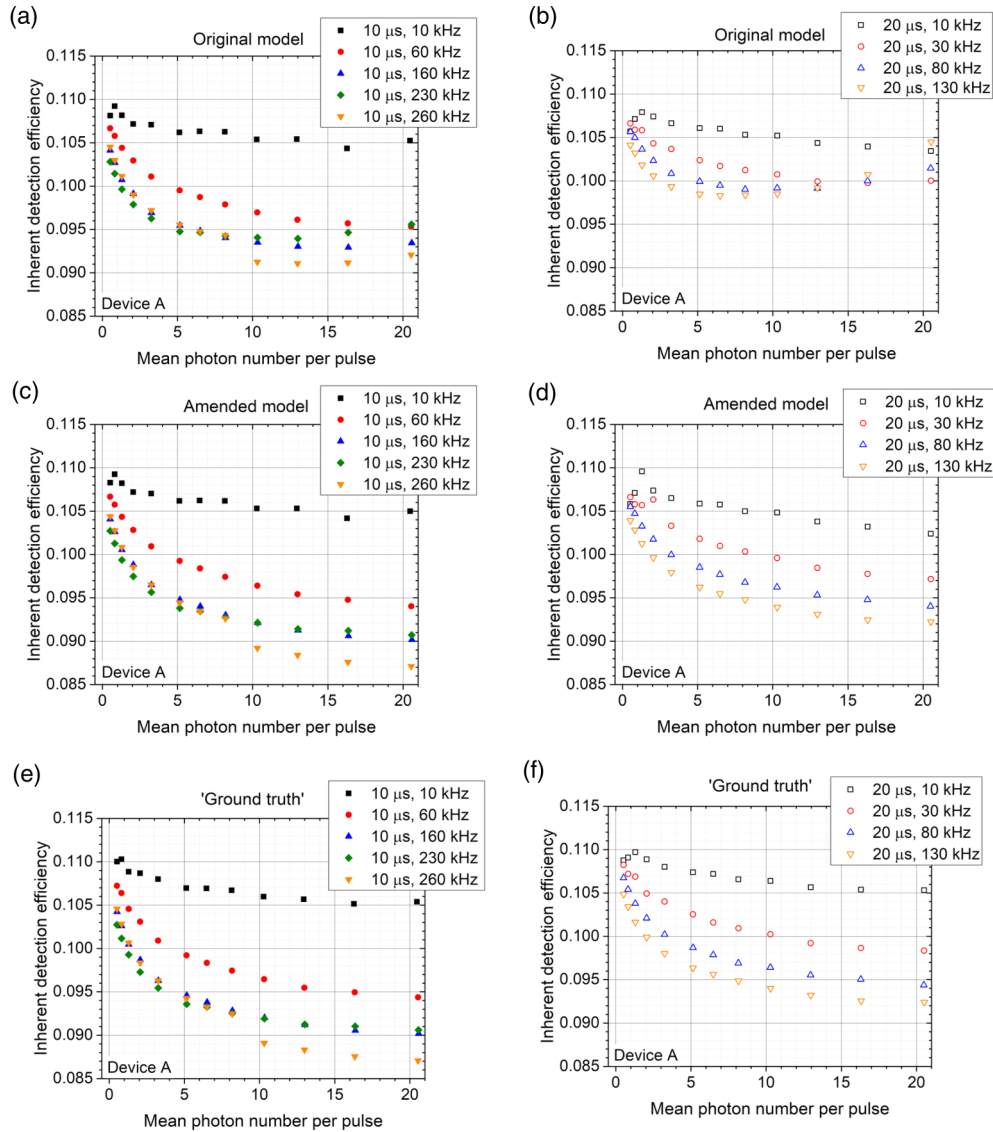 (a)
Original model
10 μs, 10 kHz
10 μs, 60 kHz
10 μs, 160 kHz
10 μs, 230 kHz
10 μs, 260 kHz
0.115
0.110
0.105
0.100
0.095
0.090
0.085
Inherent detection efficiency
Device A
0 5 10 15 20
Mean photon number per pulse
(b)
Original model
20 μs, 10 kHz
20 μs, 30 kHz
20 μs, 80 kHz
20 μs, 130 kHz
0.115
0.110
0.105
0.100
0.095
0.090
0.085
Inherent detection efficiency
Device A
0 5 10 15 20
Mean photon number per pulse
(c)
Amended model
10 μs, 10 kHz
10 μs, 60 kHz
10 μs, 160 kHz
10 μs, 230 kHz
10 μs, 260 kHz
0.115
0.110
0.105
0.100
0.095
0.090
0.085
Inherent detection efficiency
Device A
0 5 10 15 20
Mean photon number per pulse
(d)
Amended model
20 μs, 10 kHz
20 μs, 30 kHz
20 μs, 80 kHz
20 μs, 130 kHz
0.115
0.110
0.105
0.100
0.095
0.090
0.085
Inherent detection efficiency
Device A
0 5 10 15 20
Mean photon number per pulse
(e)
'Ground truth'
10 μs, 10 kHz
10 μs, 60 kHz
10 μs, 160 kHz
10 μs, 230 kHz
10 μs, 260 kHz
0.115
0.110
0.105
0.100
0.095
0.090
0.085
Inherent detection efficiency
Device A
0 5 10 15 20
Mean photon number per pulse
(f)
'Ground truth'
20 μs, 10 kHz
20 μs, 30 kHz
20 μs, 80 kHz
20 μs, 130 kHz
0.115
0.110
0.105
0.100
0.095
0.090
0.085
Inherent detection efficiency
Device A
0 5 10 15 20
Mean photon number per pulse